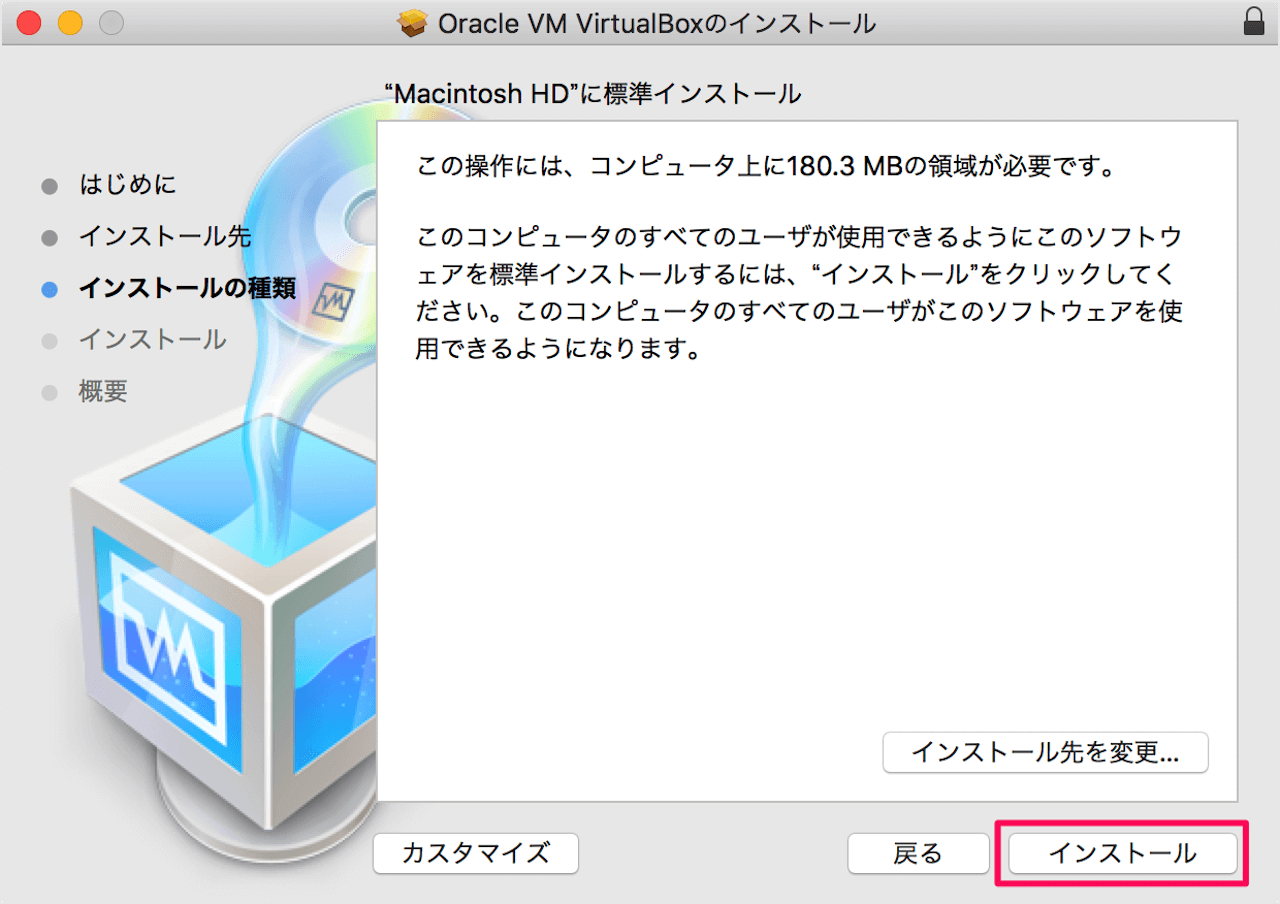 Oracle VM VirtualBoxのインストール
“Macintosh HD”に標準インストール
はじめに
インストール先
インストールの種類
インストール
概要
この操作には、コンピュータ上に180.3 MBの領域が必要です。
このコンピュータのすべてのユーザが使用できるようにこのソフトウ
ェアを標準インストールするには、“インストール”をクリックしてく
ださい。このコンピュータのすべてのユーザがこのソフトウェアを使
用できるようになります。
インストール先を変更...
カスタマイズ
戻る
インストール